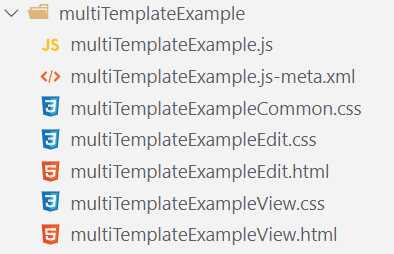 multiTemplateExample
JS multiTemplateExample.js
multiTemplateExample.js-meta.xml
multiTemplateExampleCommon.css
multiTemplateExampleEdit.css
multiTemplateExampleEdit.html
multiTemplateExampleView.css
multiTemplateExampleView.html